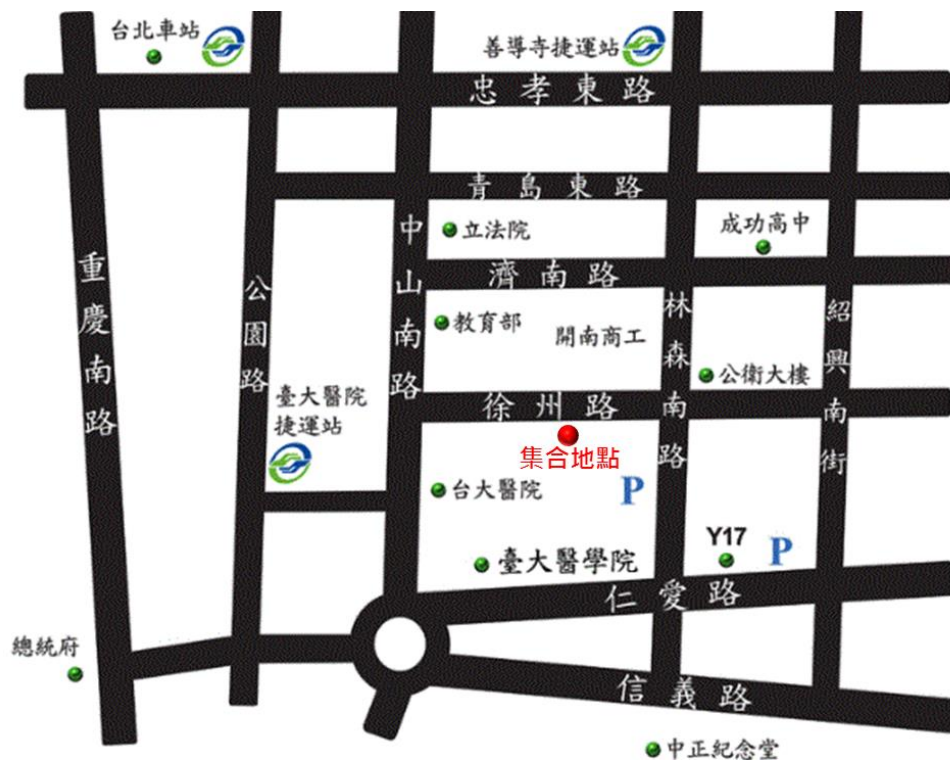 台北車站
善導寺捷運站
忠孝東路
青島東路
立法院
成功高中
濟南路
中山南路
重慶南路
公園路
林森南路
紹興南街
教育部
開南商工
公衛大樓
徐州路
臺大醫院
捷運站
集合地點
台大醫院
P
Y17
P
臺大醫學院
仁愛路
總統府
信義路
中正紀念堂